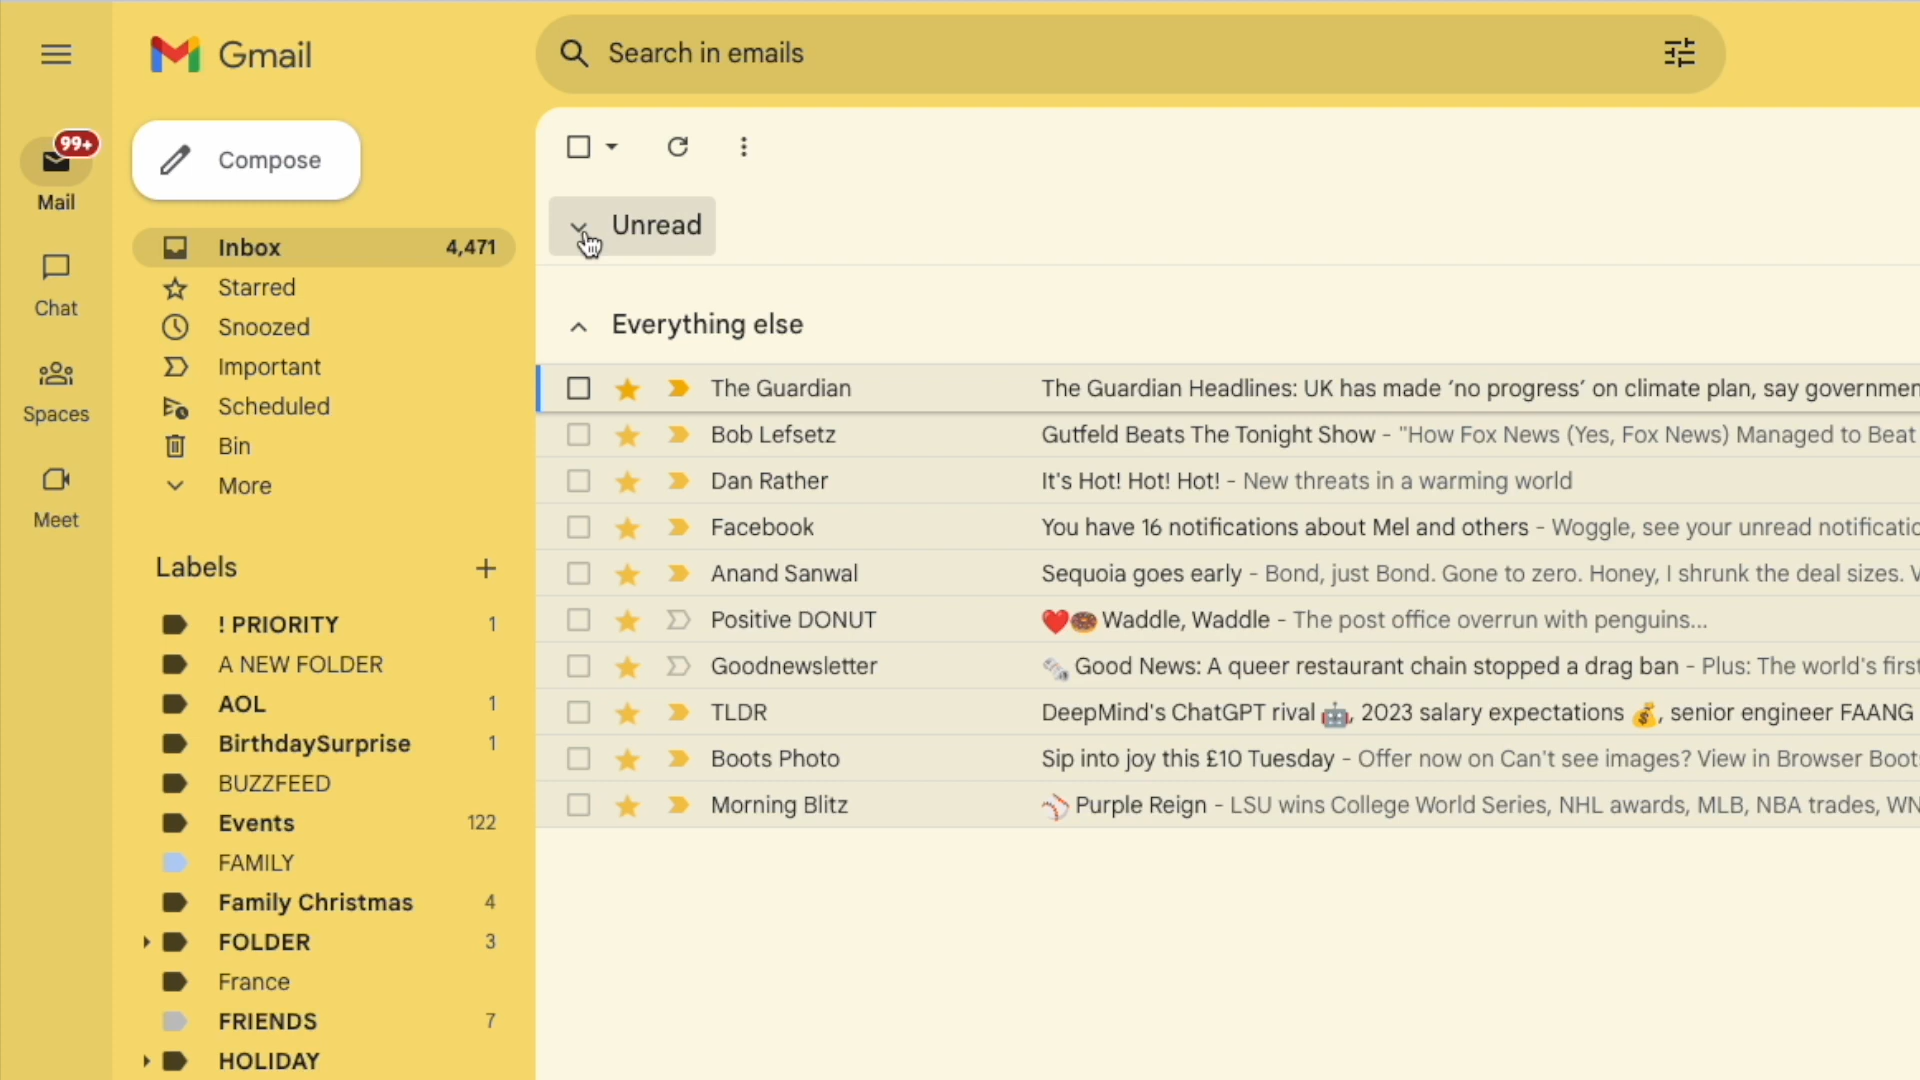 Gmail
Search in emails
99+
Mail
Chat
Spaces
Meet
Compose
Inbox 4,471
Starred
Snoozed
Important
Scheduled
Bin
More
Labels +
! PRIORITY 1
A NEW FOLDER
AOL 1
BirthdaySurprise 1
BUZZFEED
Events 122
FAMILY
Family Christmas 4
FOLDER 3
France
FRIENDS 7
HOLIDAY
Unread
Everything else
The Guardian The Guardian Headlines: UK has made ‘no progress’ on climate plan, say governmen
Bob Lefsetz Gutfeld Beats The Tonight Show - "How Fox News (Yes, Fox News) Managed to Beat
Dan Rather It's Hot! Hot! Hot! - New threats in a warming world
Facebook You have 16 notifications about Mel and others - Woggle, see your unread notificatio
Anand Sanwal Sequoia goes early - Bond, just Bond. Gone to zero. Honey, I shrunk the deal sizes. V
Positive DONUT ❤️🍩 Waddle, Waddle - The post office overrun with penguins...
Goodnewsletter 🗞️ Good News: A queer restaurant chain stopped a drag ban - Plus: The world's first
TLDR DeepMind's ChatGPT rival 🤖, 2023 salary expectations 💰, senior engineer FAANG
Boots Photo Sip into joy this £10 Tuesday - Offer now on Can't see images? View in Browser Boots
Morning Blitz ⚾ Purple Reign - LSU wins College World Series, NHL awards, MLB, NBA trades, WN